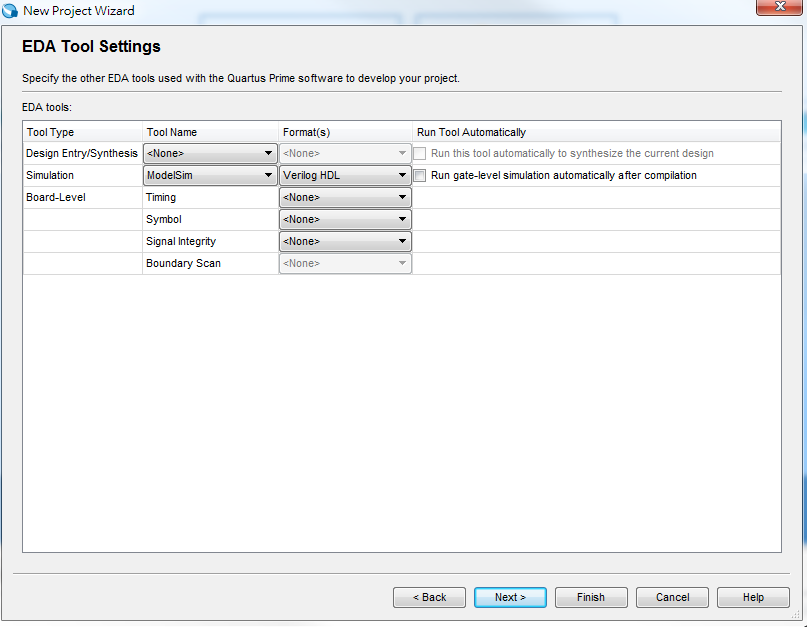 New Project Wizard
EDA Tool Settings
Specify the other EDA tools used with the Quartus Prime software to develop your project.
EDA tools:
Tool Type Tool Name Format(s) Run Tool Automatically
Design Entry/Synthesis <None> <None> Run this tool automatically to synthesize the current design
Simulation ModelSim Verilog HDL Run gate-level simulation automatically after compilation
Board-Level Timing <None>
Symbol <None>
Signal Integrity <None>
Boundary Scan <None>
< Back Next > Finish Cancel Help